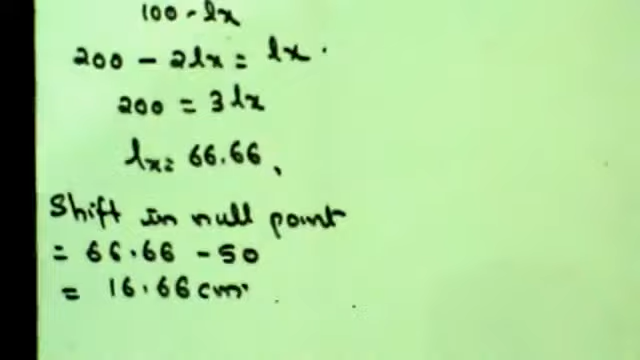 100 - lx
200 - 2lx = lx.
200 = 3lx
lx = 66.66,
Shift in null point
= 66.66 - 50
= 16.66 cm.